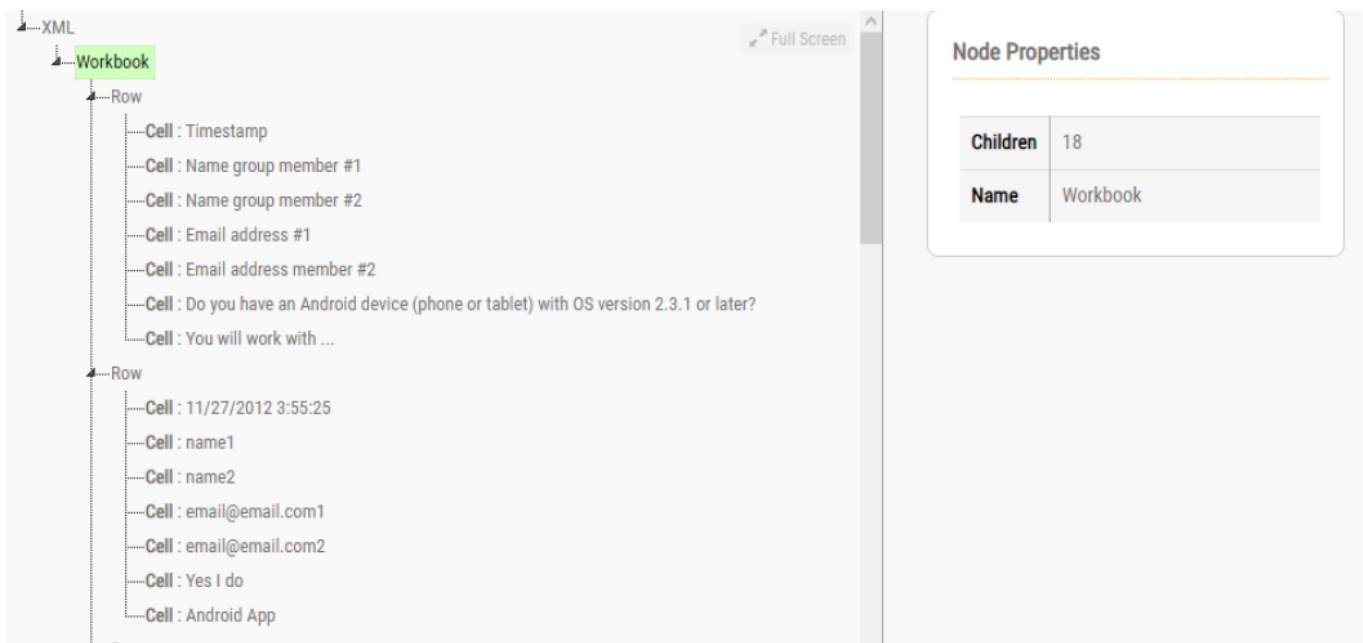 XML
Full Screen
Workbook
Row
Cell : Timestamp
Cell : Name group member #1
Cell : Name group member #2
Cell : Email address #1
Cell : Email address member #2
Cell : Do you have an Android device (phone or tablet) with OS version 2.3.1 or later?
Cell : You will work with ...
Row
Cell : 11/27/2012 3:55:25
Cell : name1
Cell : name2
Cell : email@email.com1
Cell : email@email.com2
Cell : Yes I do
Cell : Android App
Node Properties
Children 18
Name Workbook